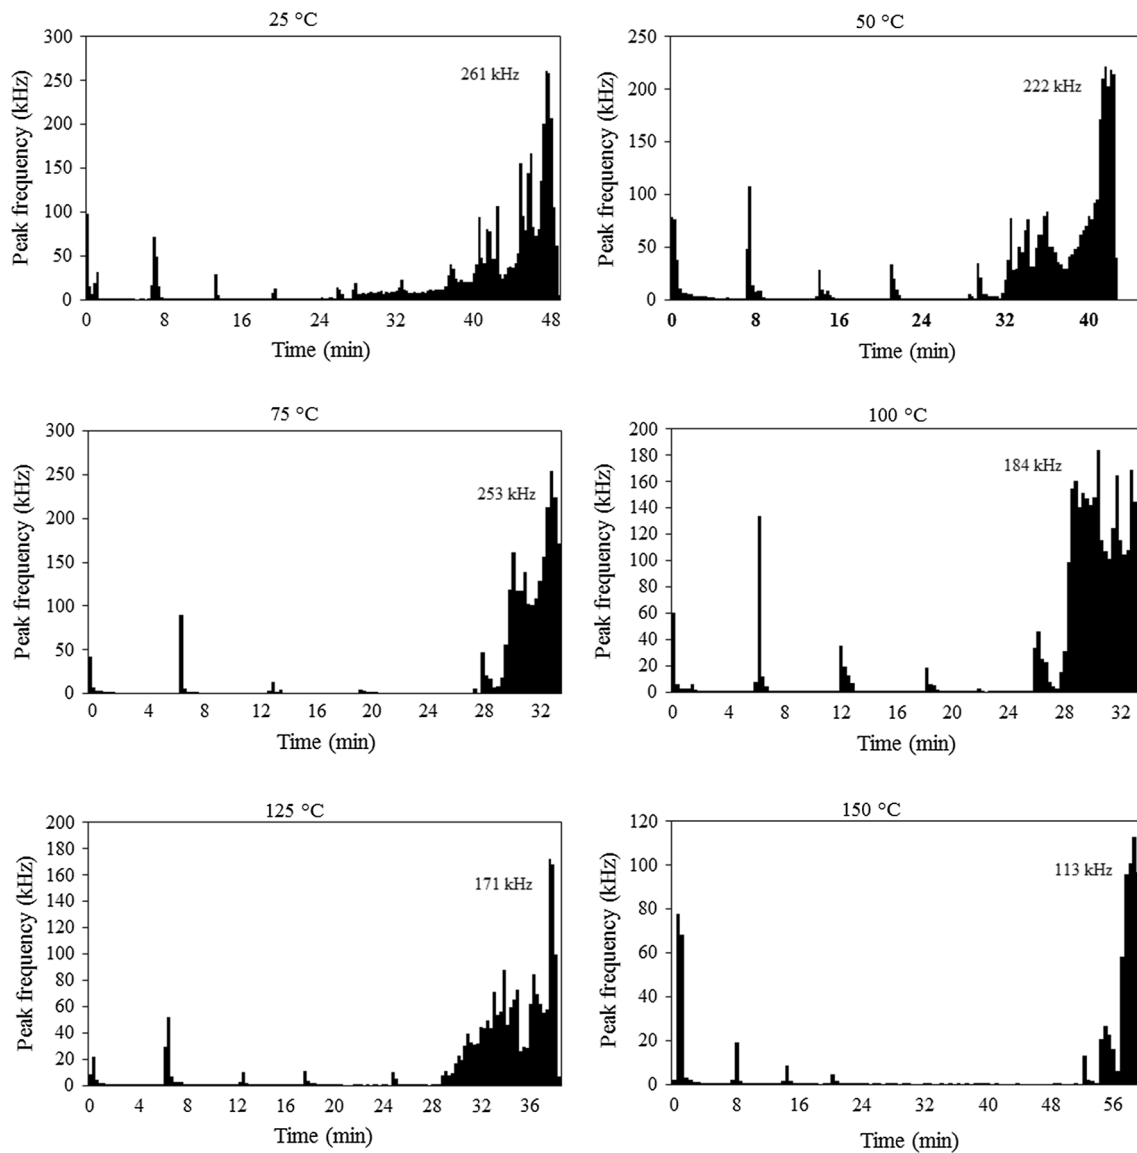 25 °C
300
250
200
150
100
50
0
Peak frequency (kHz)
261 kHz
0 8 16 24 32 40 48
Time (min)
50 °C
250
200
150
100
50
0
Peak frequency (kHz)
222 kHz
0 8 16 24 32 40
Time (min)
75 °C
300
250
200
150
100
50
0
Peak frequency (kHz)
253 kHz
0 4 8 12 16 20 24 28 32
Time (min)
100 °C
200
180
160
140
120
100
80
60
40
20
0
Peak frequency (kHz)
184 kHz
0 4 8 12 16 20 24 28 32
Time (min)
125 °C
200
180
160
140
120
100
80
60
40
20
0
Peak frequency (kHz)
171 kHz
0 4 8 12 16 20 24 28 32 36
Time (min)
150 °C
120
100
80
60
40
20
0
Peak frequency (kHz)
113 kHz
0 8 16 24 32 40 48 56
Time (min)